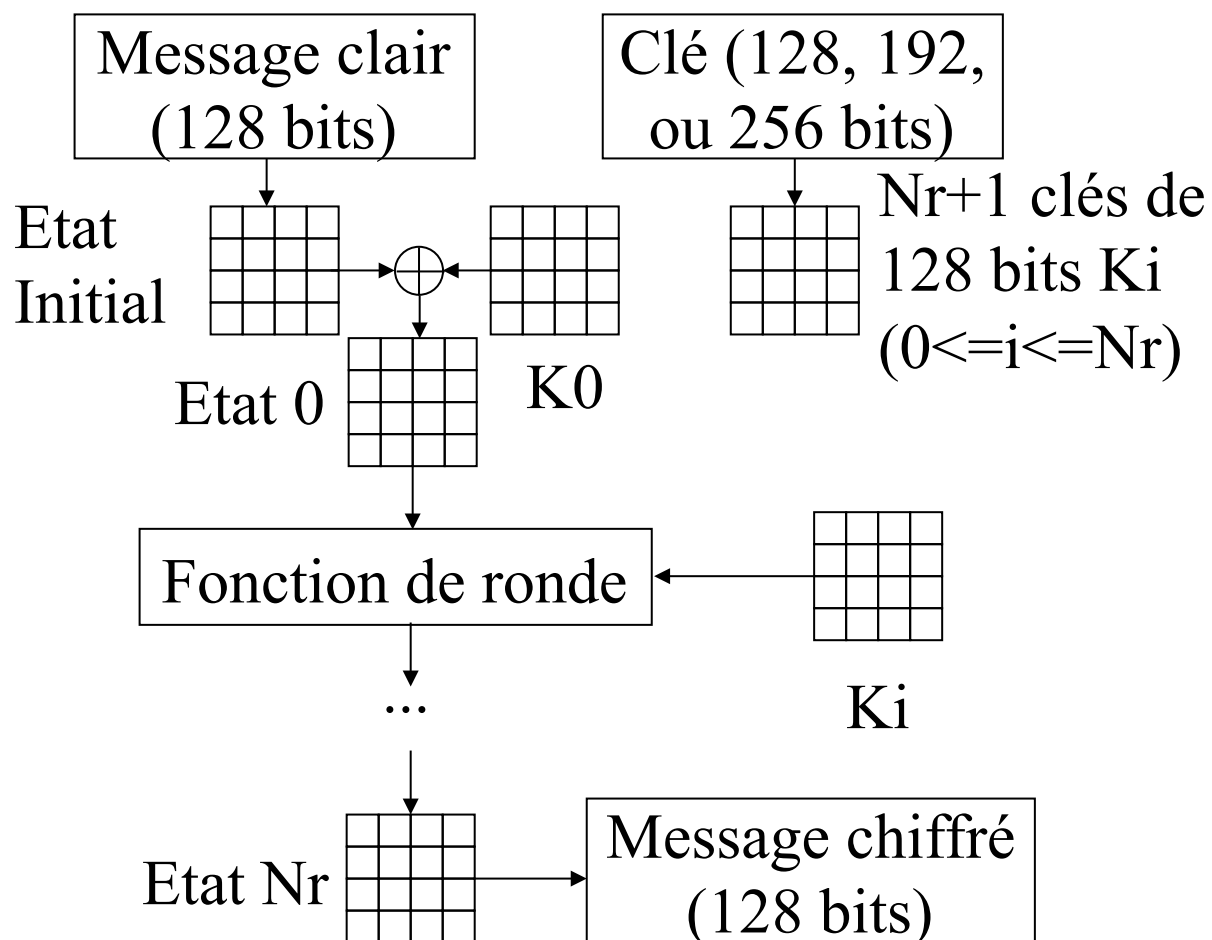 Message clair
(128 bits)
Clé (128, 192,
ou 256 bits)
Etat
Initial
Nr+1 clés de
128 bits Ki
(0<=i<=Nr)
Etat 0
K0
Fonction de ronde
Ki
...
Etat Nr
Message chiffré
(128 bits)